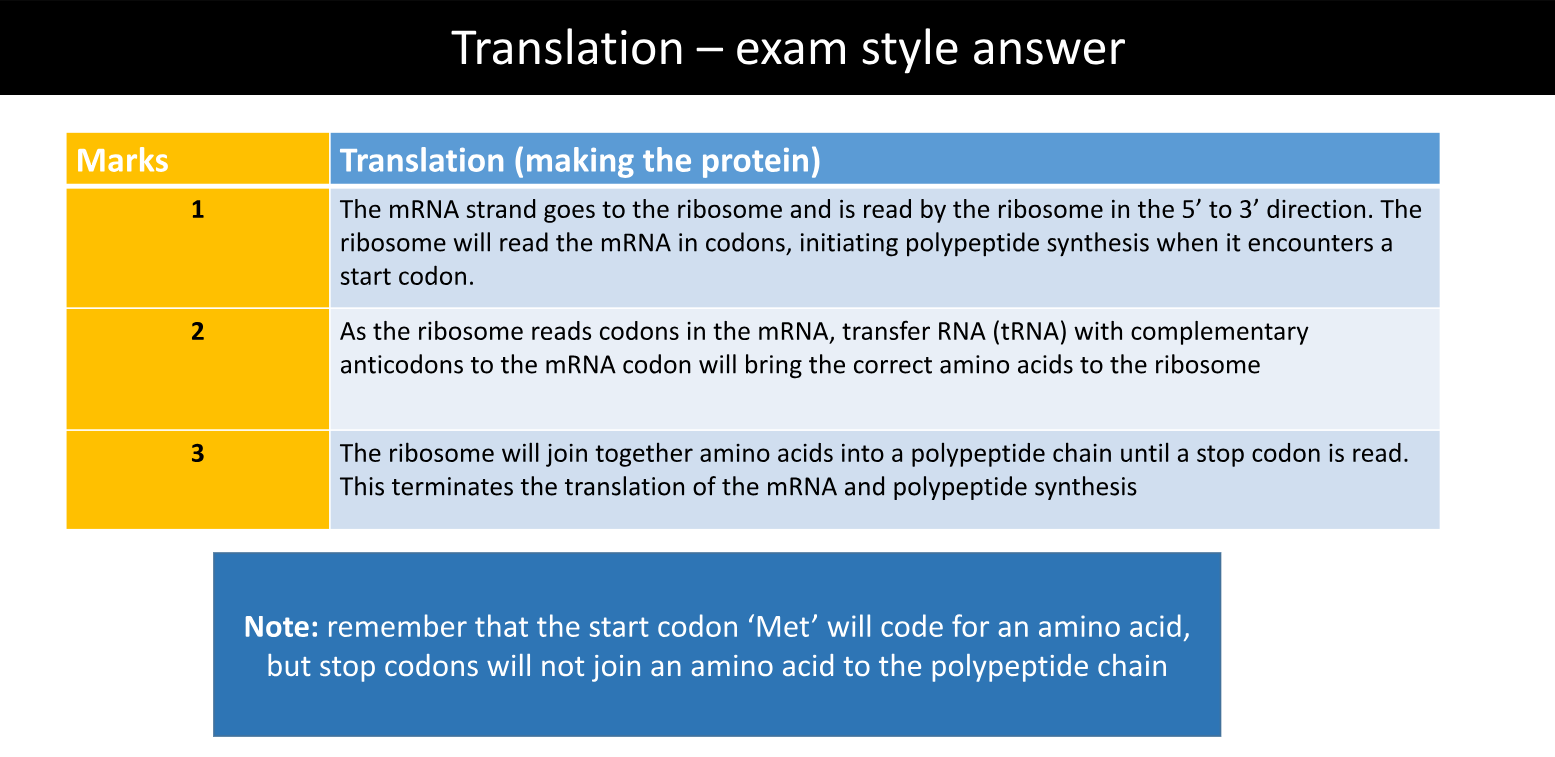 Translation – exam style answer
Marks
Translation (making the protein)
1
The mRNA strand goes to the ribosome and is read by the ribosome in the 5’ to 3’ direction. The
ribosome will read the mRNA in codons, initiating polypeptide synthesis when it encounters a
start codon.
2
As the ribosome reads codons in the mRNA, transfer RNA (tRNA) with complementary
anticodons to the mRNA codon will bring the correct amino acids to the ribosome
3
The ribosome will join together amino acids into a polypeptide chain until a stop codon is read.
This terminates the translation of the mRNA and polypeptide synthesis
Note: remember that the start codon ‘Met’ will code for an amino acid,
but stop codons will not join an amino acid to the polypeptide chain